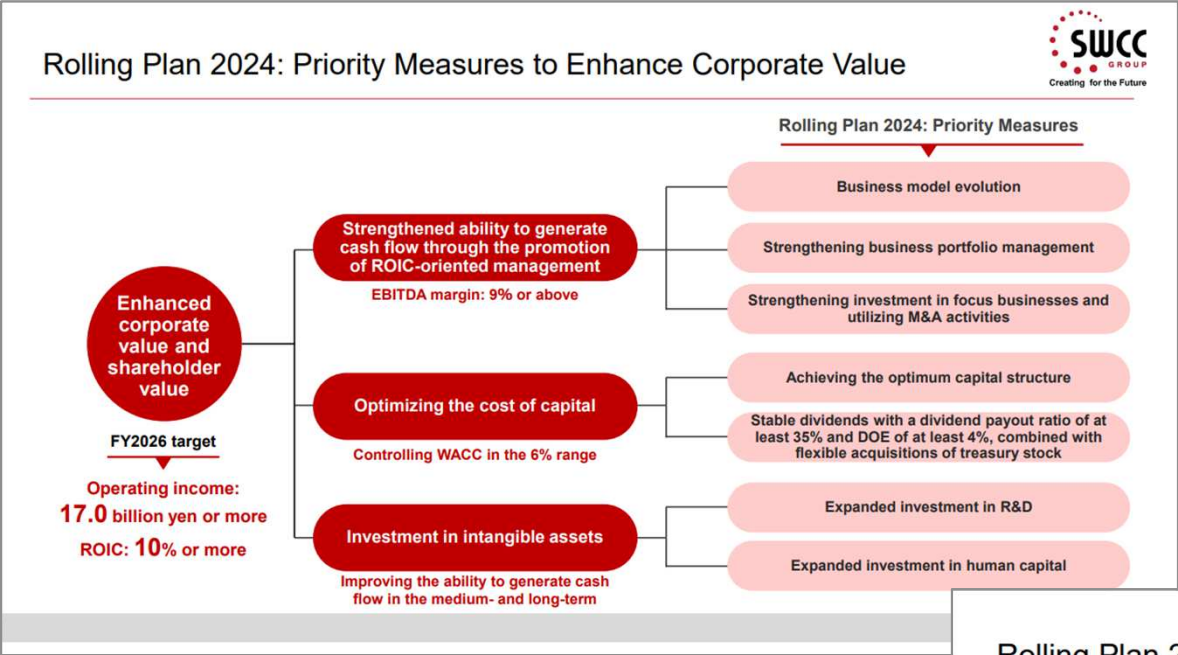 Rolling Plan 2024: Priority Measures to Enhance Corporate Value
SWCC
GROUP
Creating for the Future
Rolling Plan 2024: Priority Measures
Enhanced
corporate
value and
shareholder
value
FY2026 target
Operating income:
17.0 billion yen or more
ROIC: 10% or more
Strengthened ability to generate
cash flow through the promotion
of ROIC-oriented management
EBITDA margin: 9% or above
Business model evolution
Strengthening business portfolio management
Strengthening investment in focus businesses and
utilizing M&A activities
Optimizing the cost of capital
Controlling WACC in the 6% range
Achieving the optimum capital structure
Stable dividends with a dividend payout ratio of at
least 35% and DOE of at least 4%, combined with
flexible acquisitions of treasury stock
Investment in intangible assets
Improving the ability to generate cash
flow in the medium- and long-term
Expanded investment in R&D
Expanded investment in human capital
Rolling Plan 2